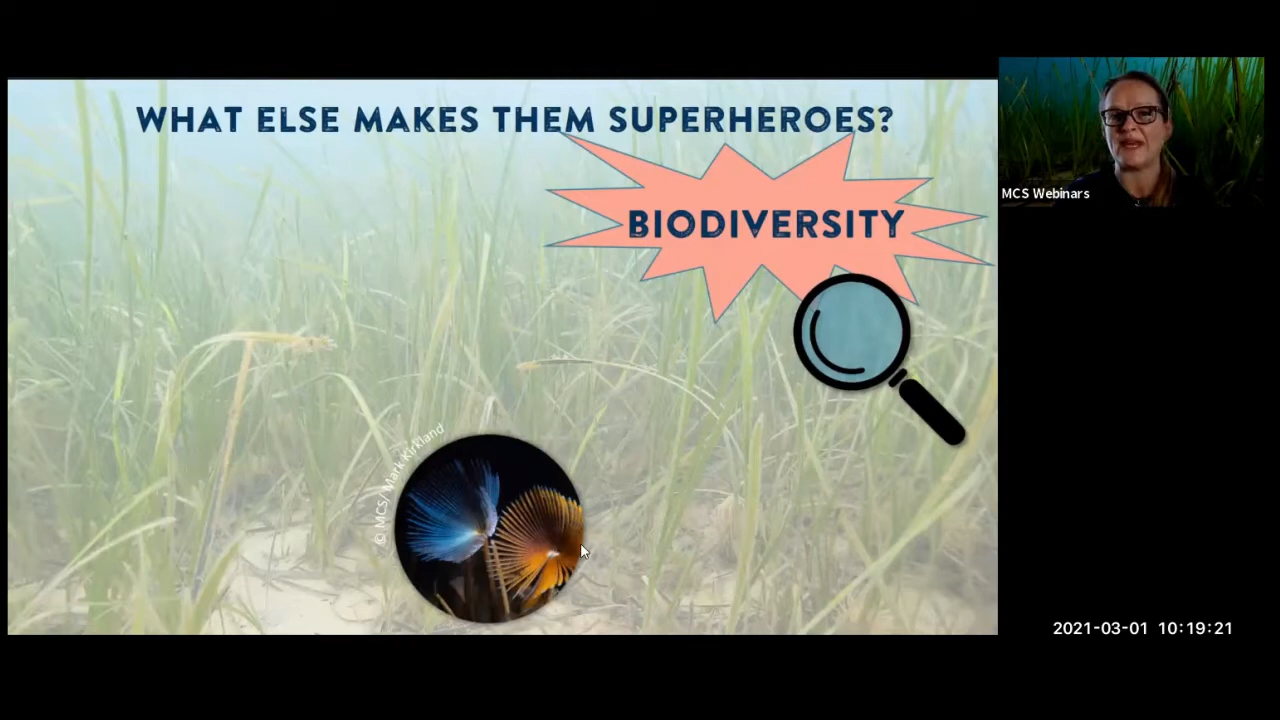 WHAT ELSE MAKES THEM SUPERHEROES?
BIODIVERSITY
MCS Webinars
© MCS/ Mark Kirkland
2021-03-01 10:19:21